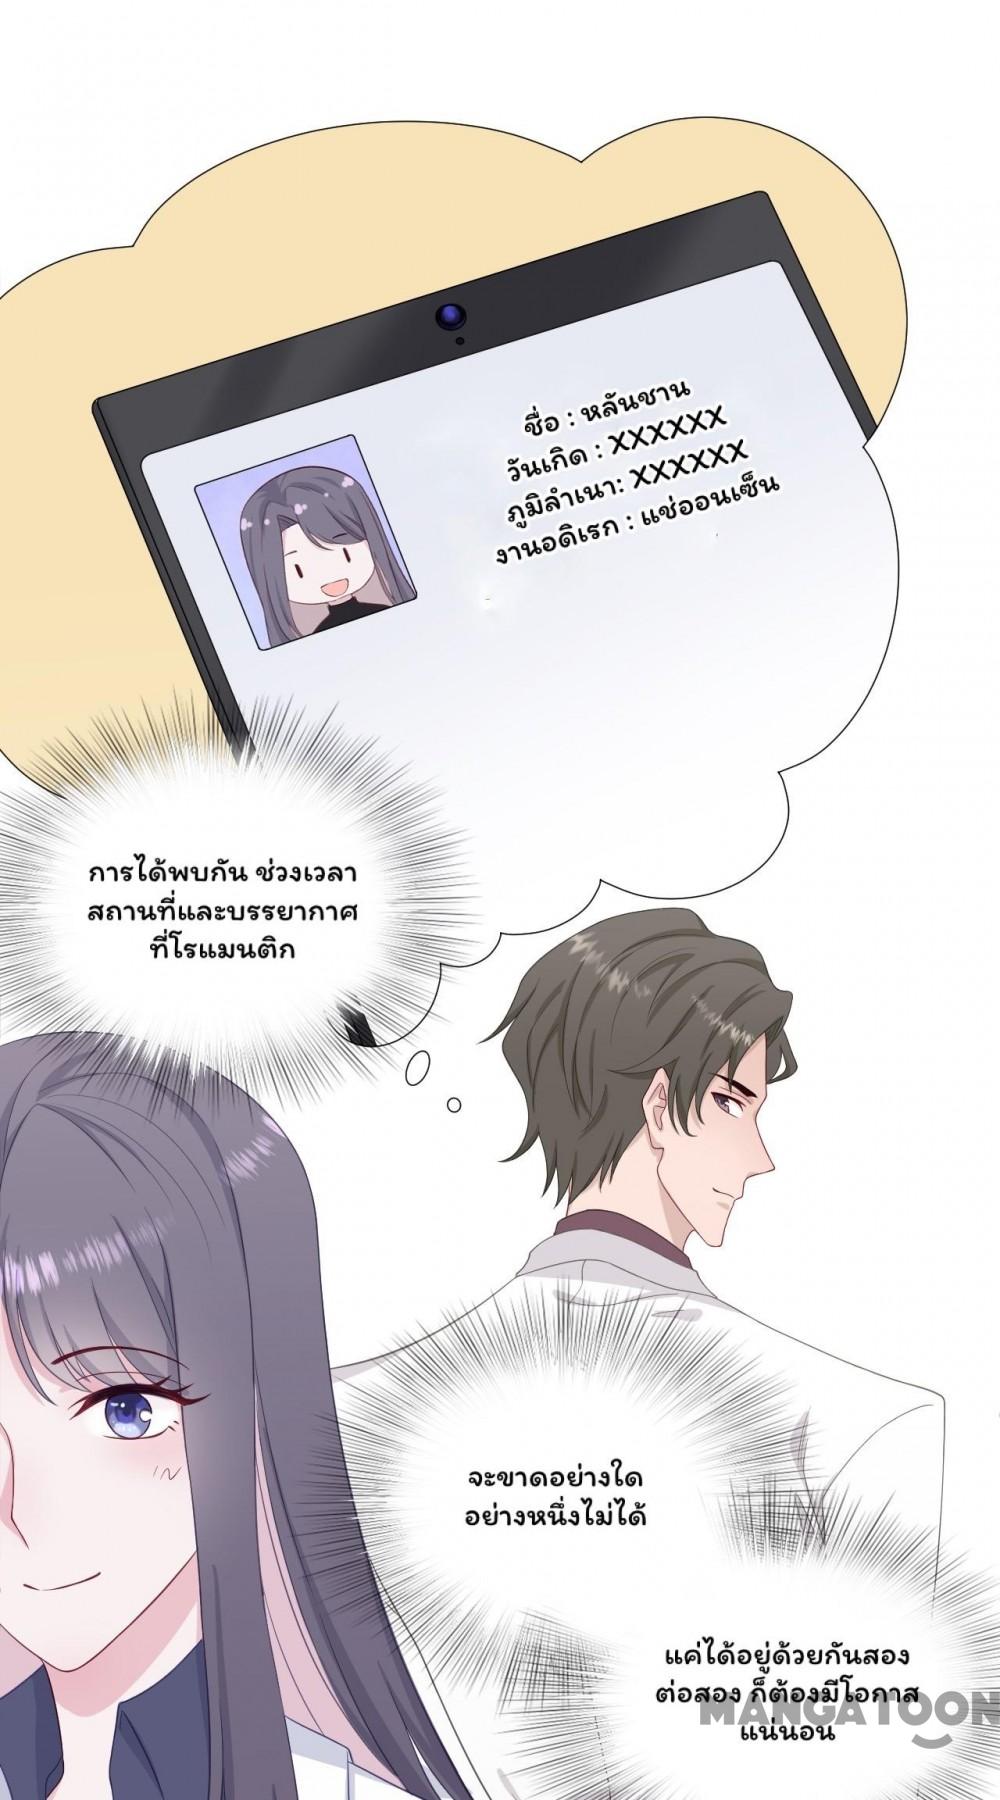 ชื่อ : หลันชาน
วันเกิด : XXXXXX
ภูมิลำเนา: XXXXXX
งานอดิเรก : แช่ออนเซ็น
การได้พบกัน ช่วงเวลา
สถานที่และบรรยากาศ
ที่โรแมนติก
จะขาดอย่างใด
อย่างหนึ่งไม่ได้
แค่ได้อยู่ด้วยกันสอง
ต่อสอง ก็ต้องมีโอกาส
แน่นอน
MANGATOON